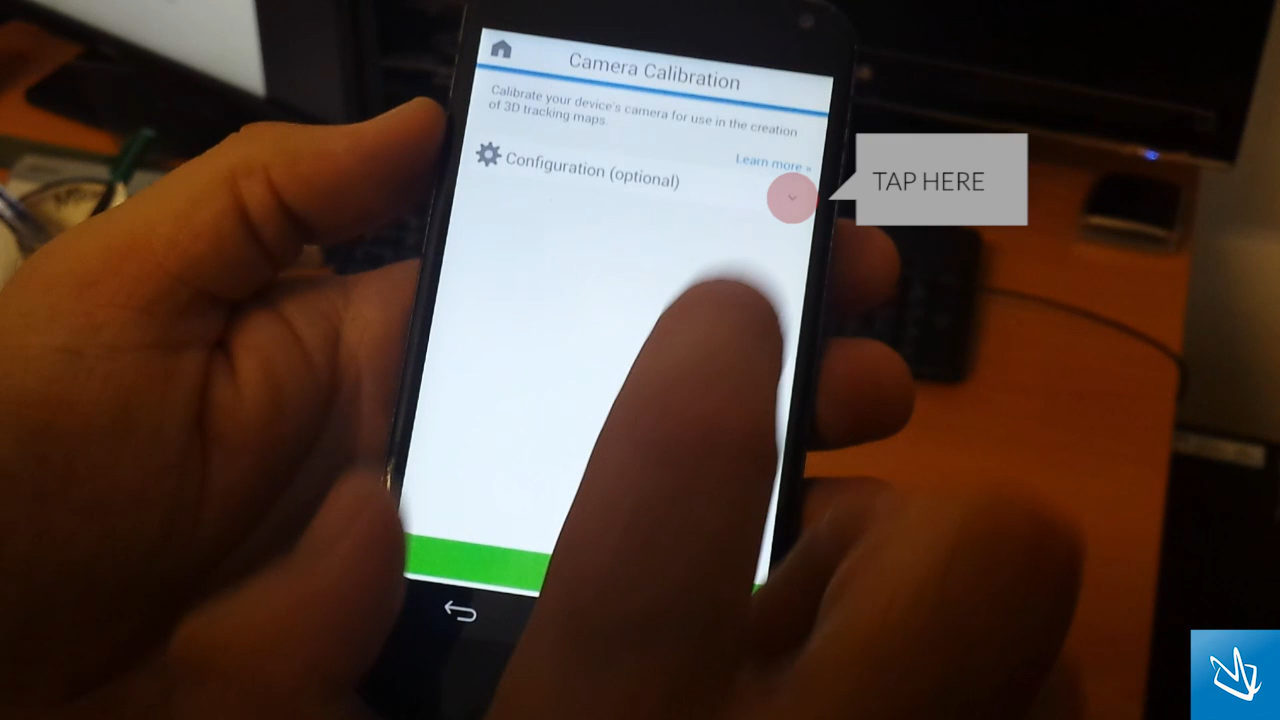 Camera Calibration
Calibrate your device's camera for use in the creation
of 3D tracking maps.
Learn more »
Configuration (optional)
TAP HERE